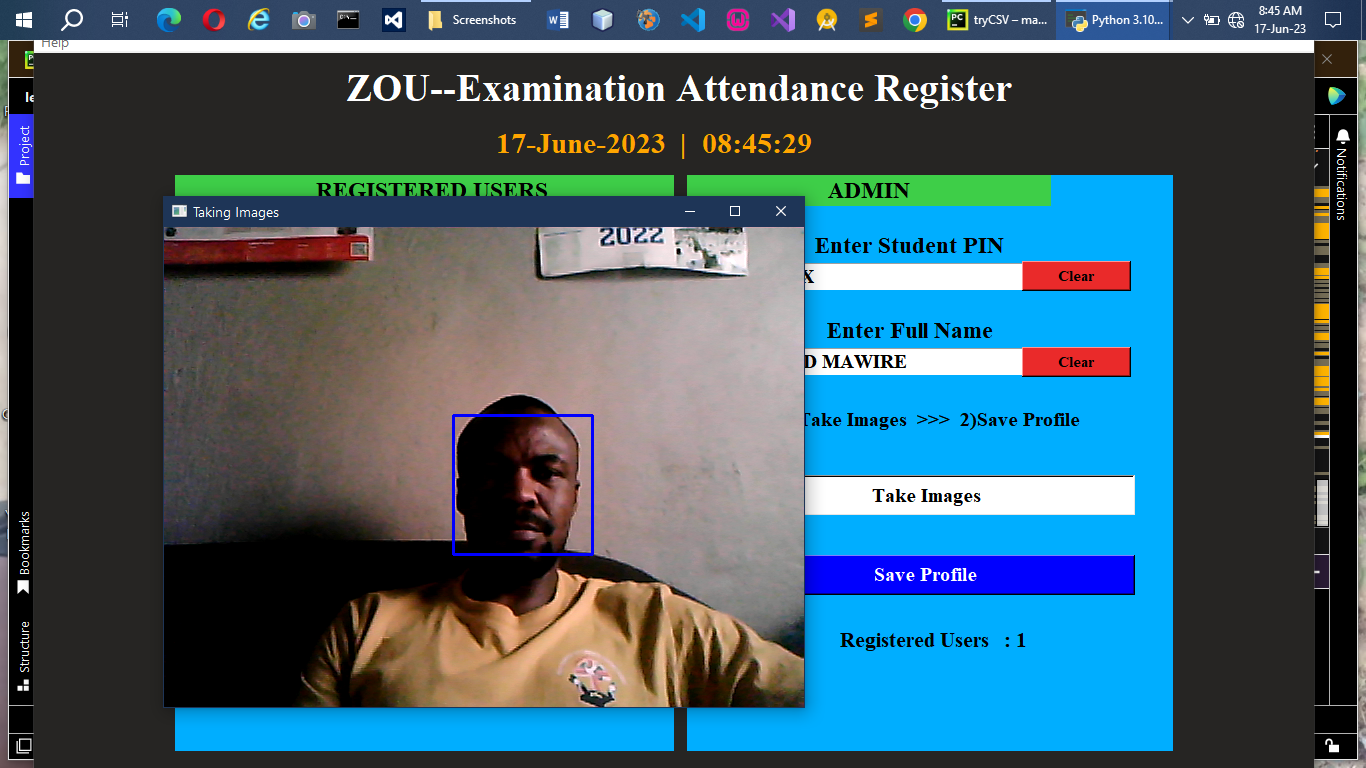 Screenshots
tryCSV – ma...
Python 3.10...
8:45 AM
17-Jun-23
Help
ZOU--Examination Attendance Register
17-June-2023 | 08:45:29
REGISTERED USERS
ADMIN
Taking Images
2022
Enter Student PIN
X
Clear
Enter Full Name
D MAWIRE
Clear
Take Images >>> 2)Save Profile
Take Images
Save Profile
Registered Users : 1
Project
Bookmarks
Structure
Notifications
le